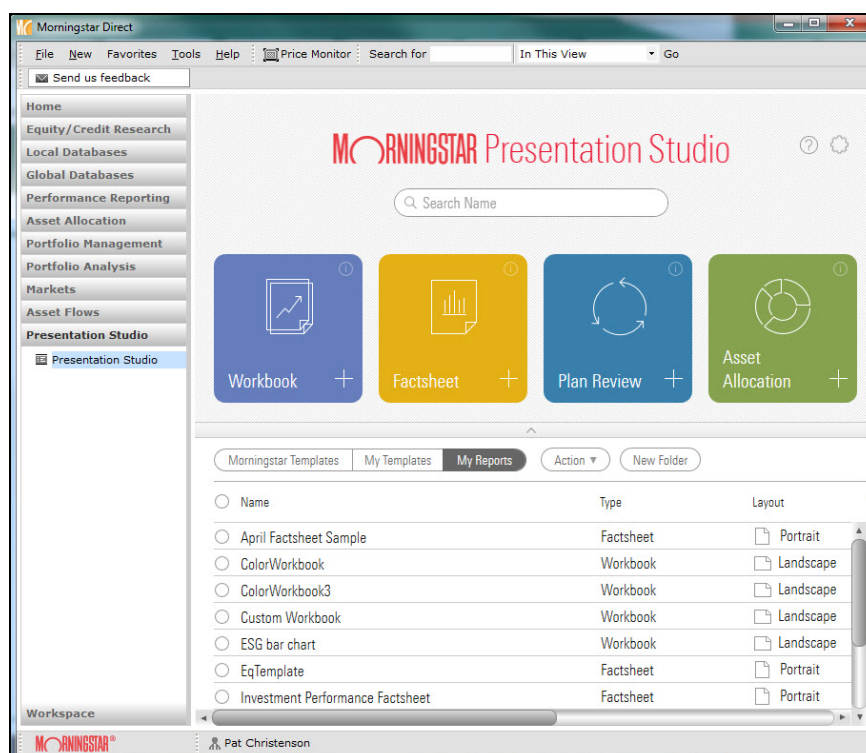 Morningstar Direct
File New Favorites Tools Help Price Monitor Search for In This View Go
Send us feedback
Home
Equity/Credit Research
Local Databases
Global Databases
Performance Reporting
Asset Allocation
Portfolio Management
Portfolio Analysis
Markets
Asset Flows
Presentation Studio
Presentation Studio
Workspace
MORNINGSTAR Presentation Studio
Search Name
Workbook
Factsheet
Plan Review
Asset
Allocation
Morningstar Templates My Templates My Reports Action New Folder
Name Type Layout
April Factsheet Sample Factsheet Portrait
ColorWorkbook Workbook Landscape
ColorWorkbook3 Workbook Landscape
Custom Workbook Workbook Landscape
ESG bar chart Workbook Landscape
EqTemplate Factsheet Portrait
Investment Performance Factsheet Factsheet Portrait
MORNINGSTAR® Pat Christenson